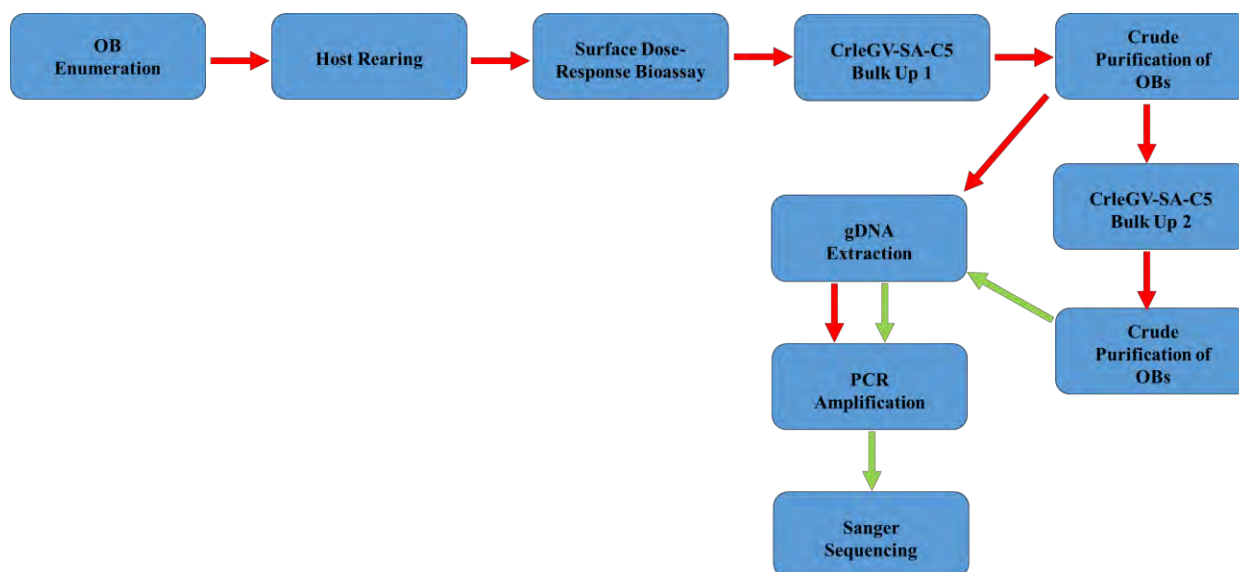 OB
Enumeration
Host Rearing
Surface Dose-
Response Bioassay
CrleGV-SA-C5
Bulk Up 1
Crude
Purification of
OBs
gDNA
Extraction
CrleGV-SA-C5
Bulk Up 2
PCR
Amplification
Crude
Purification of
OBs
Sanger
Sequencing